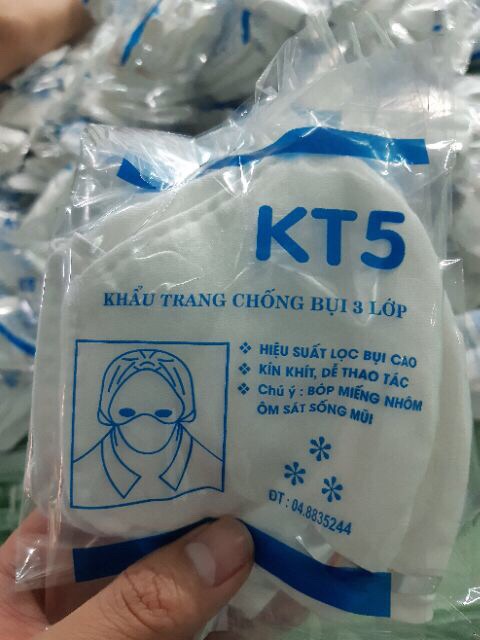 KT5
KHẨU TRANG CHỐNG BỤI 3 LỚP
❖ HIỆU SUẤT LỌC BỤI CAO
❖ KÍN KHÍT, DỄ THAO TÁC
❖ Chú ý : BÓP MIẾNG NHÔM
ÔM SÁT SỐNG MŨI
ĐT : 04.8835244